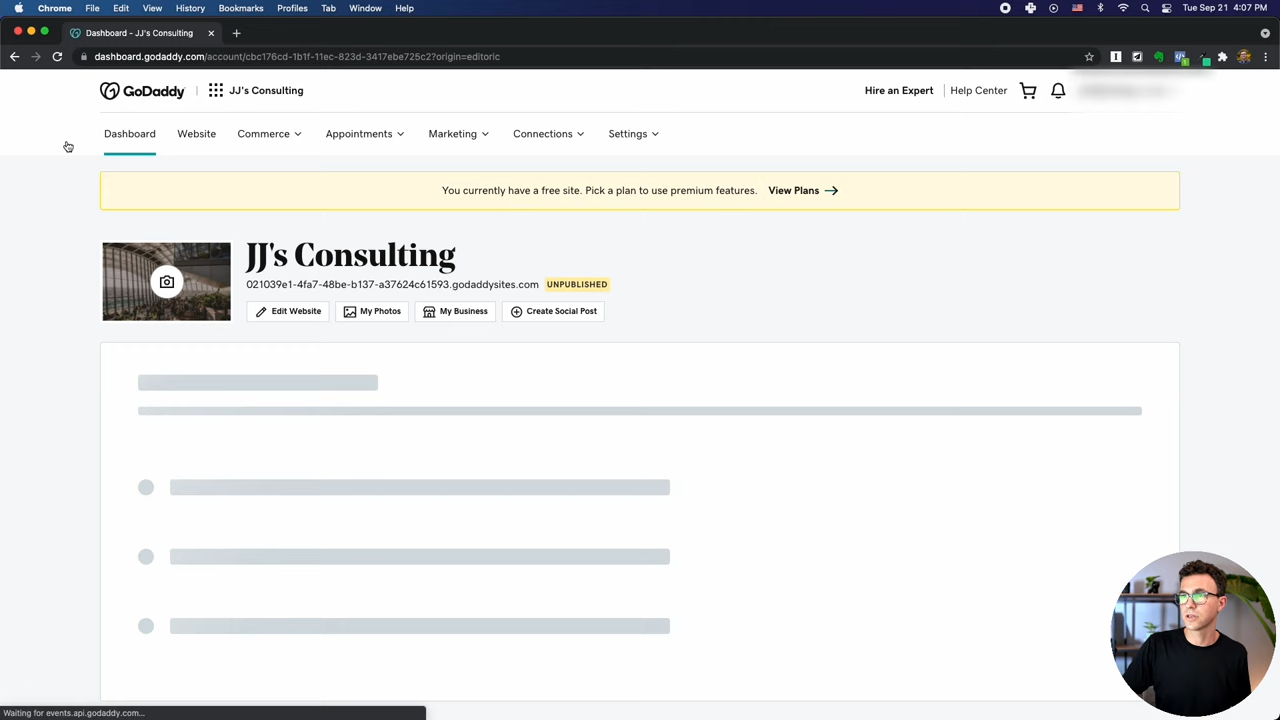 Chrome File Edit View History Bookmarks Profiles Tab Window Help
Tue Sep 21 4:07 PM
Dashboard - JJ's Consulting
dashboard.godaddy.com/account/cbc176cd-1b1f-11ec-823d-3417ebe725c2?origin=editoric
GoDaddy JJ's Consulting Hire an Expert Help Center
Dashboard Website Commerce Appointments Marketing Connections Settings
You currently have a free site. Pick a plan to use premium features. View Plans
JJ's Consulting
021039e1-4fa7-48be-b137-a37624c61593.godaddysites.com UNPUBLISHED
Edit Website My Photos My Business Create Social Post
Waiting for events.api.godaddy.com...